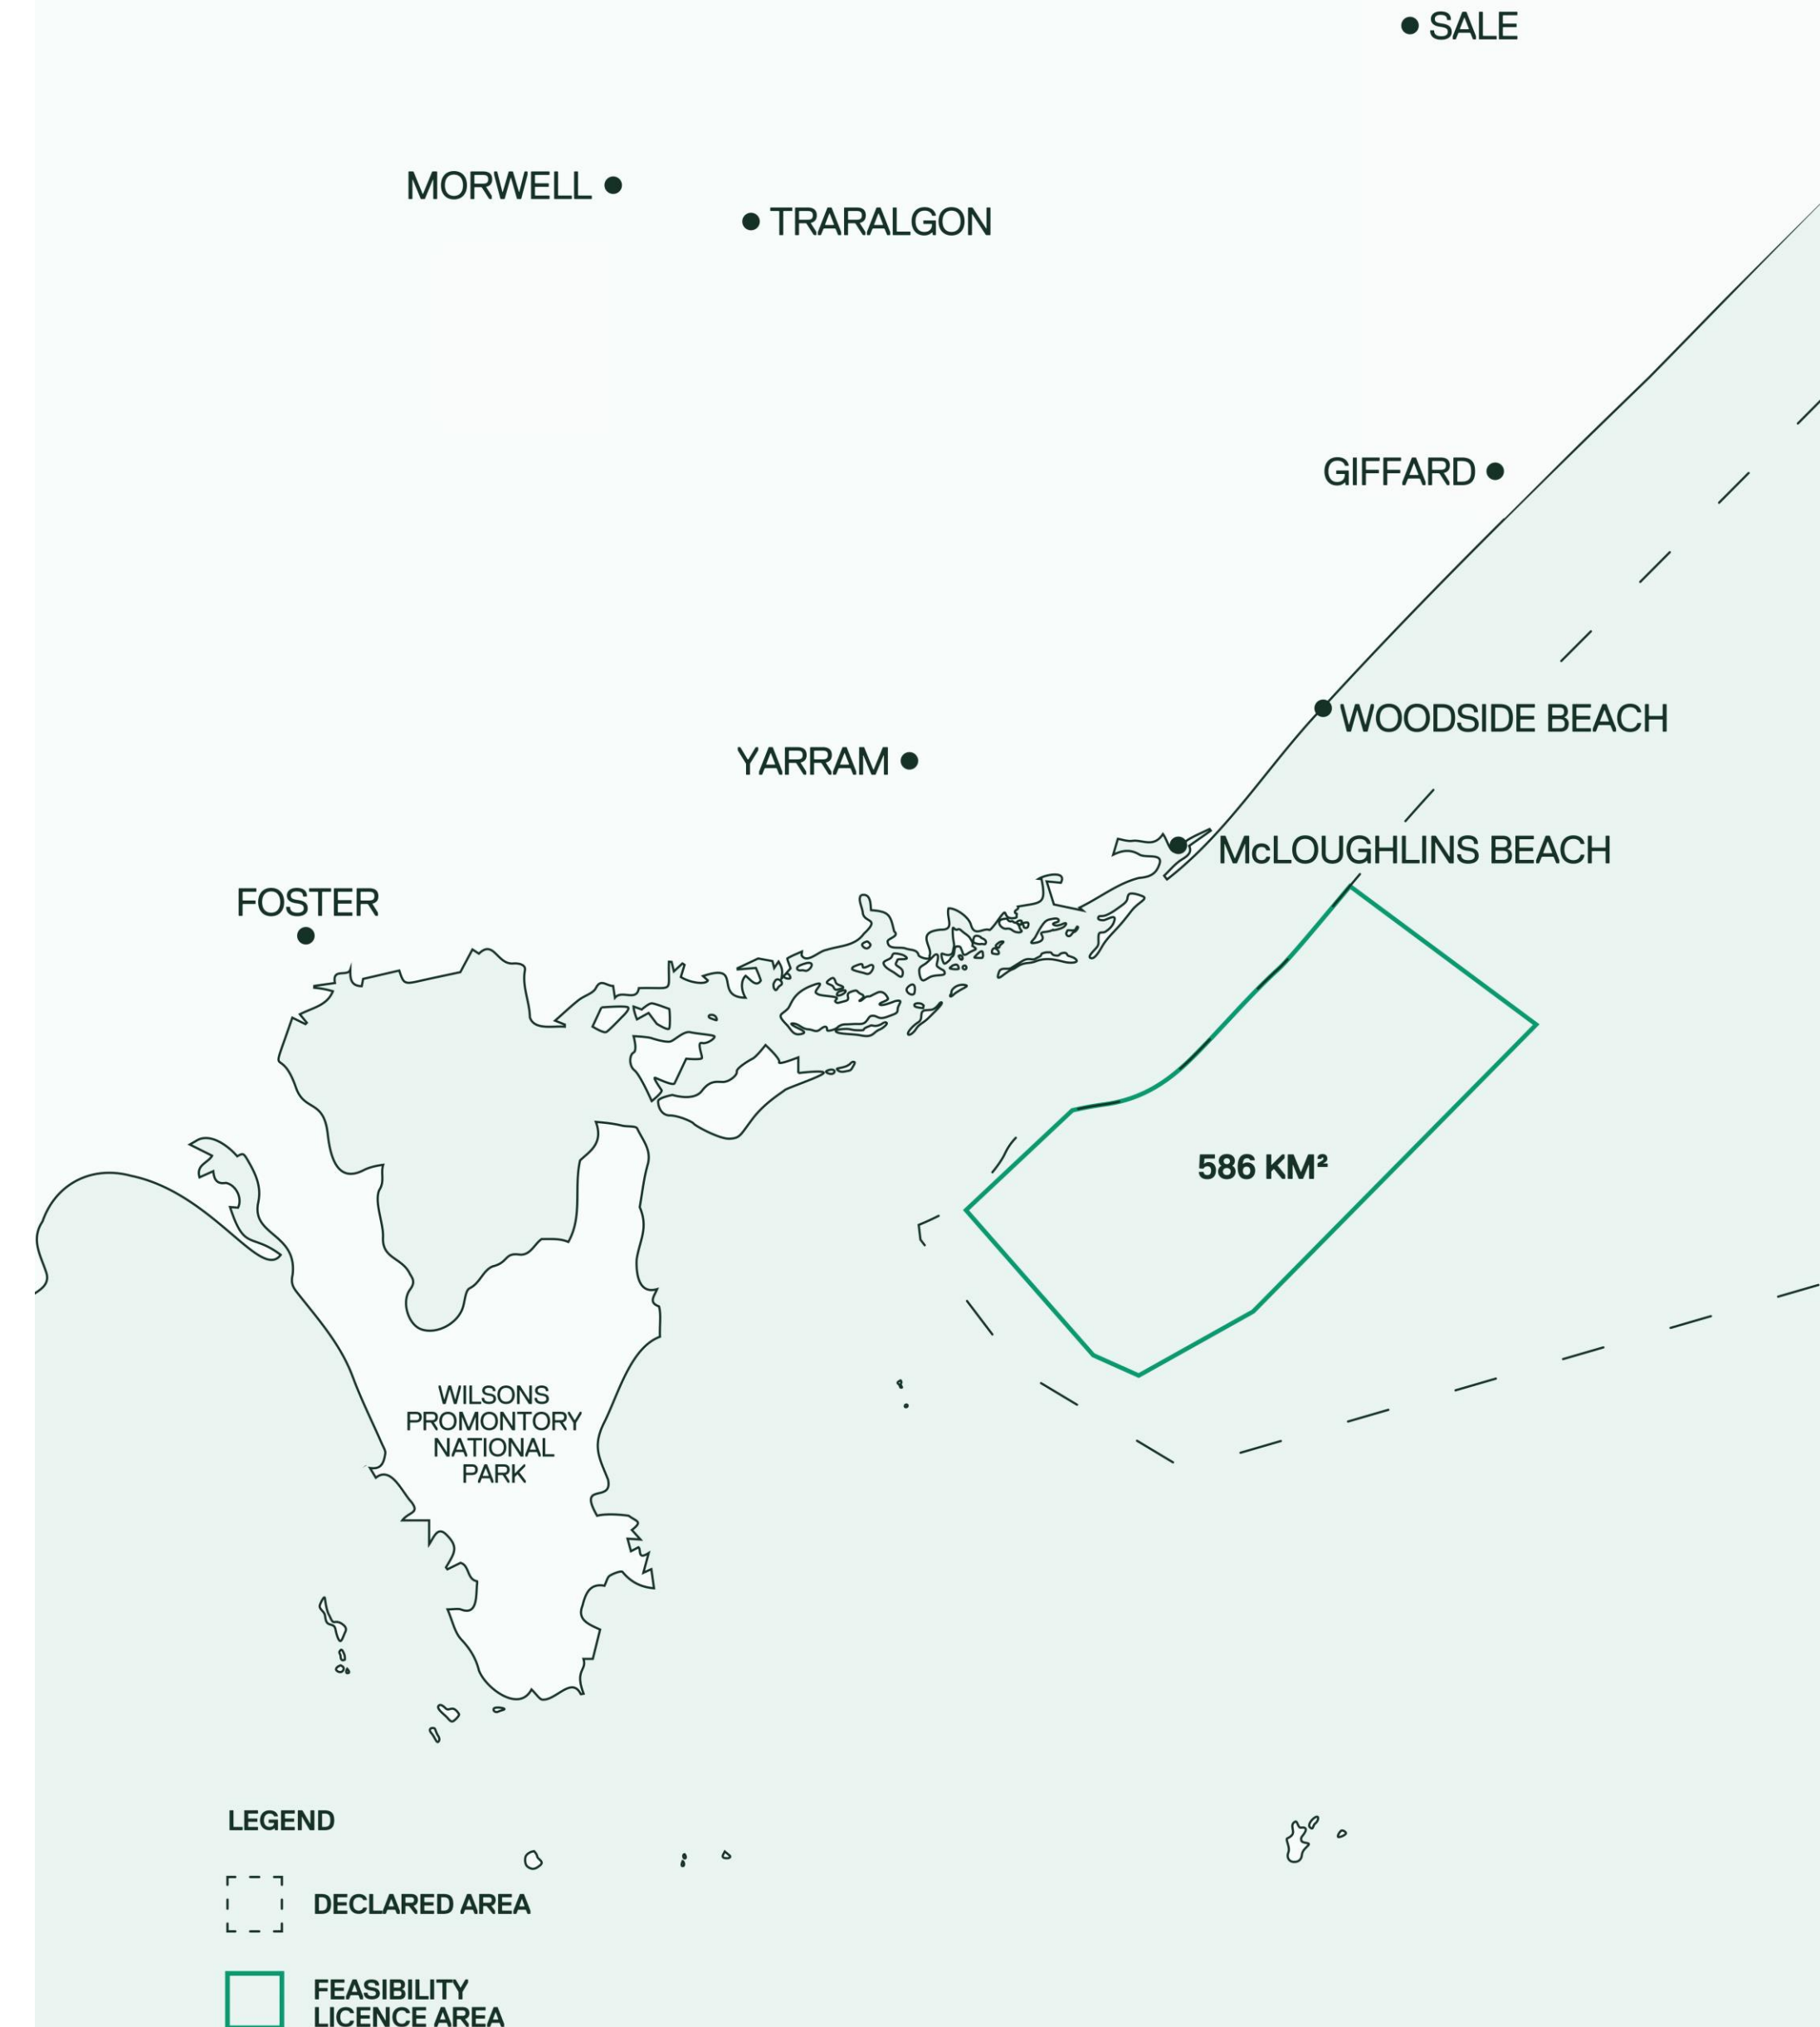 SALE
MORWELL
TRARALGON
GIFFARD
WOODSIDE BEACH
YARRAM
McLOUGHLINS BEACH
FOSTER
586 KM²
WILSONS
PROMONTORY
NATIONAL
PARK
LEGEND
DECLARED AREA
FEASIBILITY
LICENCE AREA